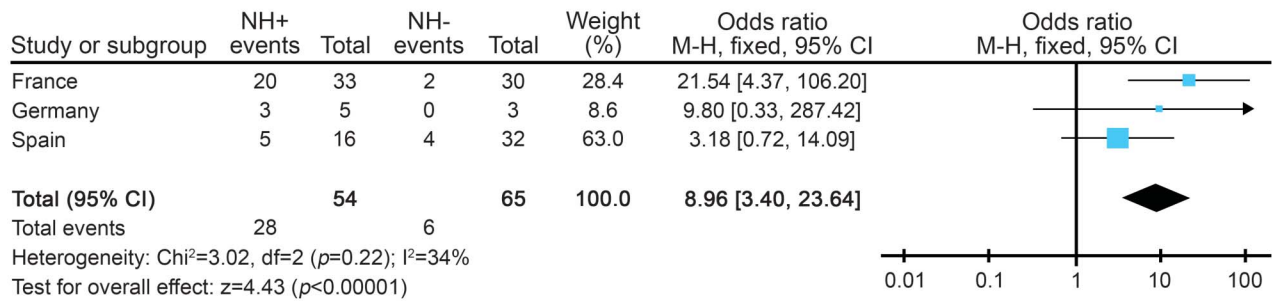 NH+ NH- Weight Odds ratio Odds ratio
Study or subgroup events Total events Total (%) M-H, fixed, 95% CI M-H, fixed, 95% CI
France 20 33 2 30 28.4 21.54 [4.37, 106.20]
Germany 3 5 0 3 8.6 9.80 [0.33, 287.42]
Spain 5 16 4 32 63.0 3.18 [0.72, 14.09]
Total (95% CI) 54 65 100.0 8.96 [3.40, 23.64]
Total events 28 6
Heterogeneity: Chi²=3.02, df=2 (p=0.22); I²=34%
Test for overall effect: z=4.43 (p<0.00001)
0.01 0.1 1 10 100